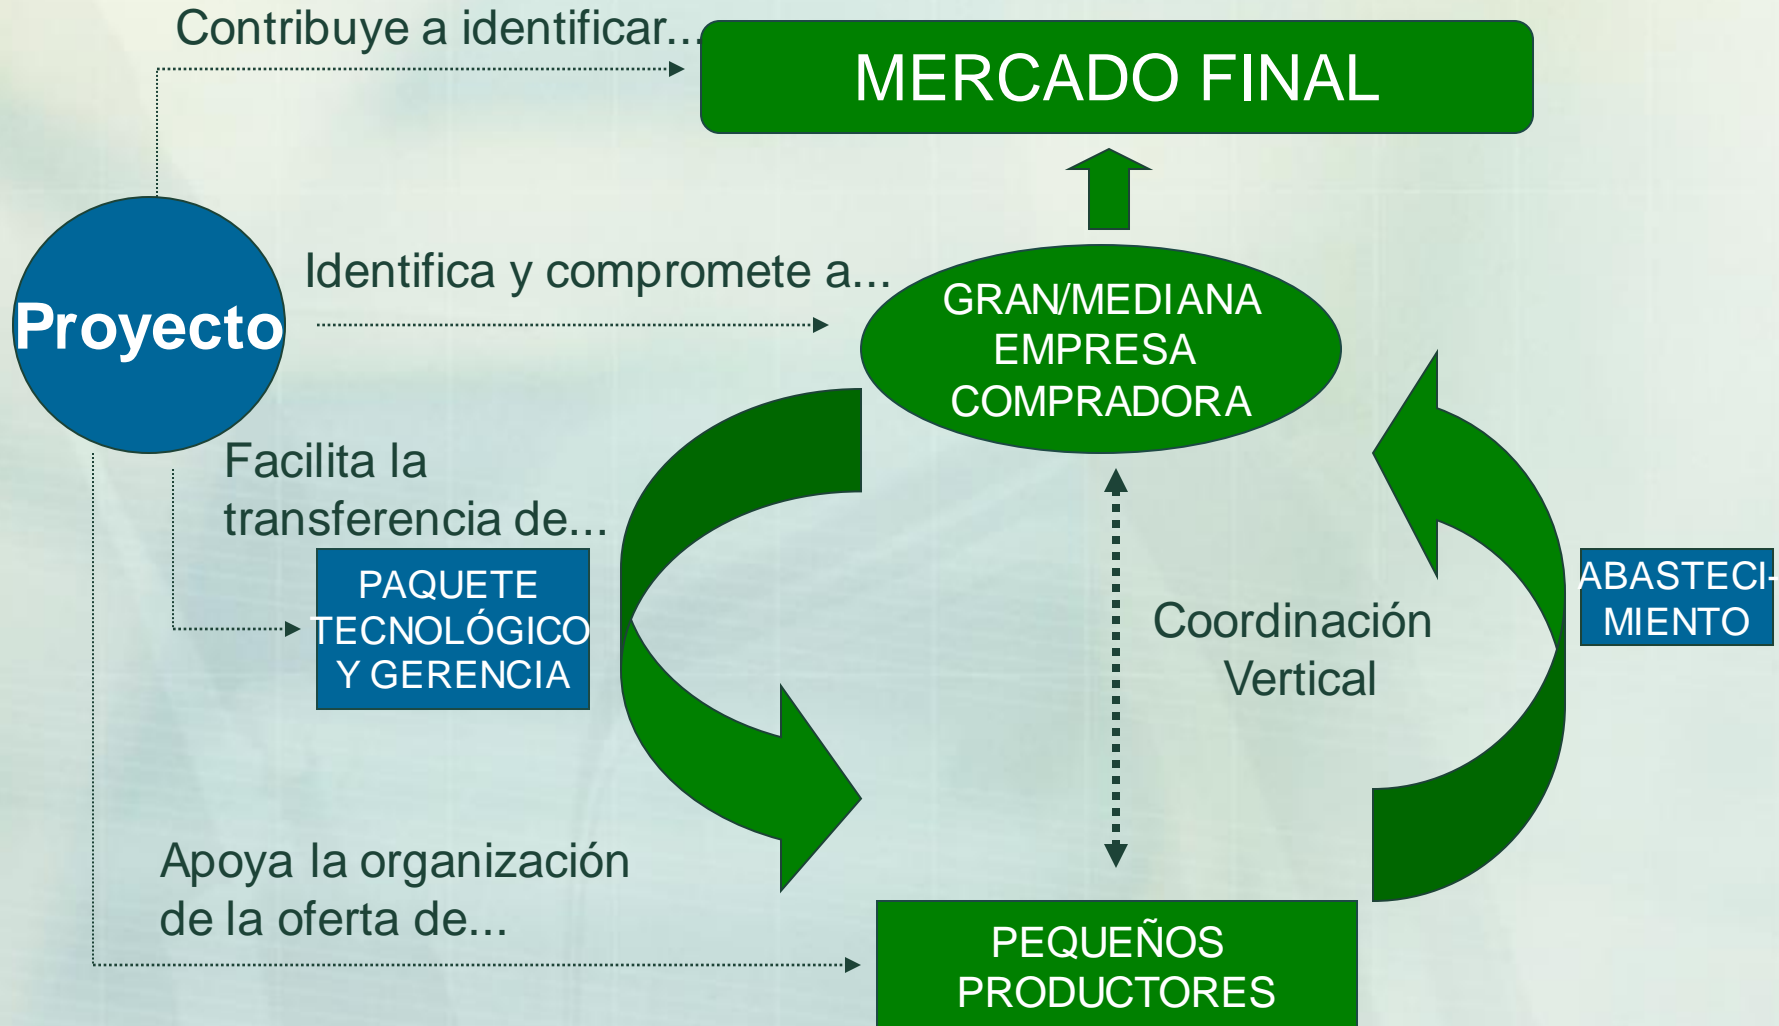 Contribuye a identificar...
MERCADO FINAL
Proyecto
Identifica y compromete a...
GRAN/MEDIANA
EMPRESA
COMPRADORA
Facilita la
transferencia de...
PAQUETE
TECNOLÓGICO
Y GERENCIA
Coordinación
Vertical
ABASTECI-
MIENTO
Apoya la organización
de la oferta de...
PEQUEÑOS
PRODUCTORES